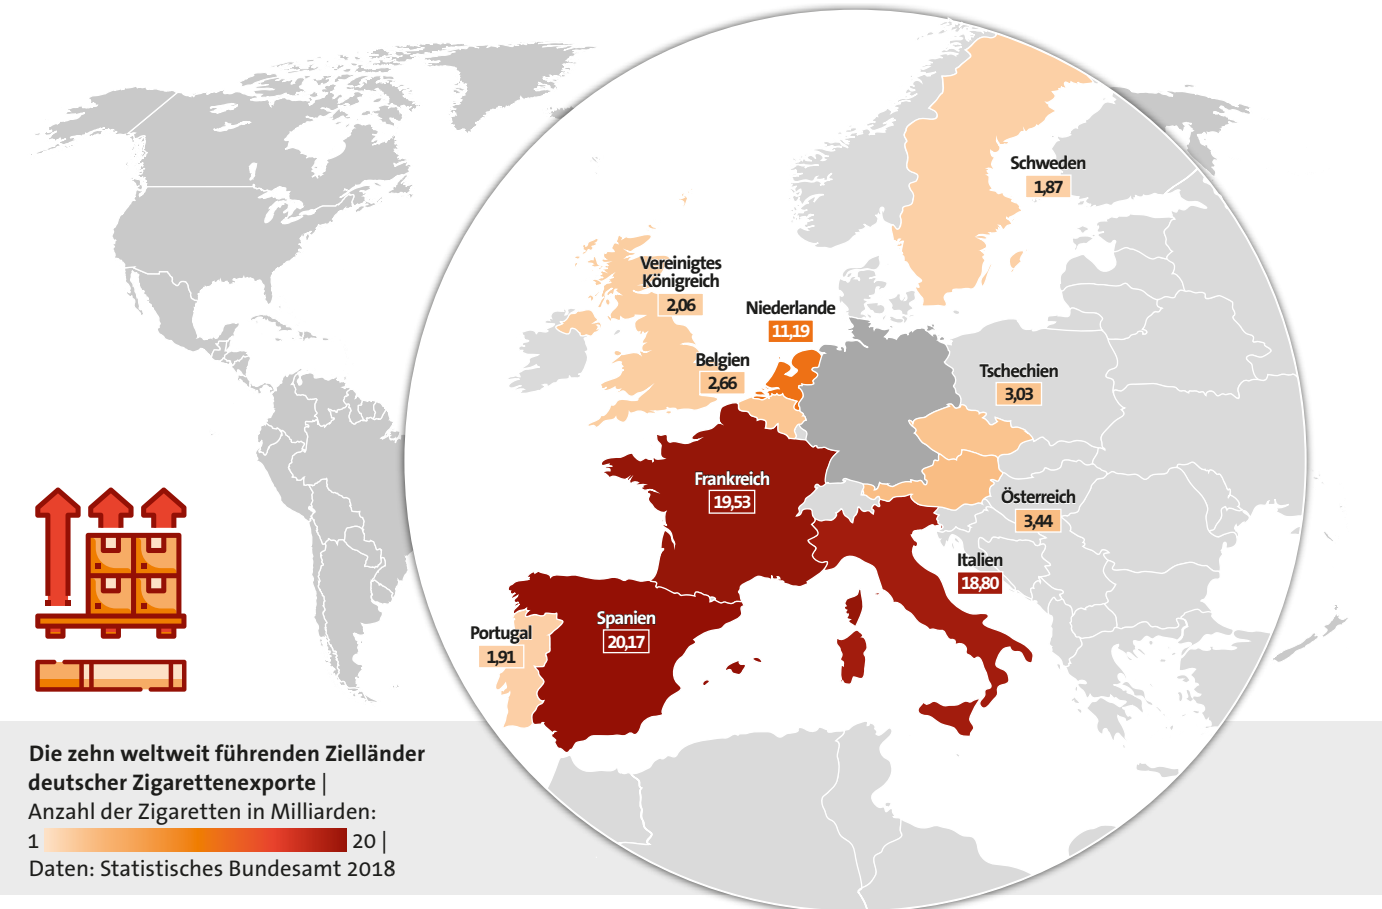 Schweden
1,87
Vereinigtes
Königreich
2,06
Niederlande
11,19
Belgien
2,66
Tschechien
3,03
Frankreich
19,53
Österreich
3,44
Italien
18,80
Spanien
20,17
Portugal
1,91
Die zehn weltweit führenden Zielländer
deutscher Zigarettenexporte |
Anzahl der Zigaretten in Milliarden:
1 20 |
Daten: Statistisches Bundesamt 2018